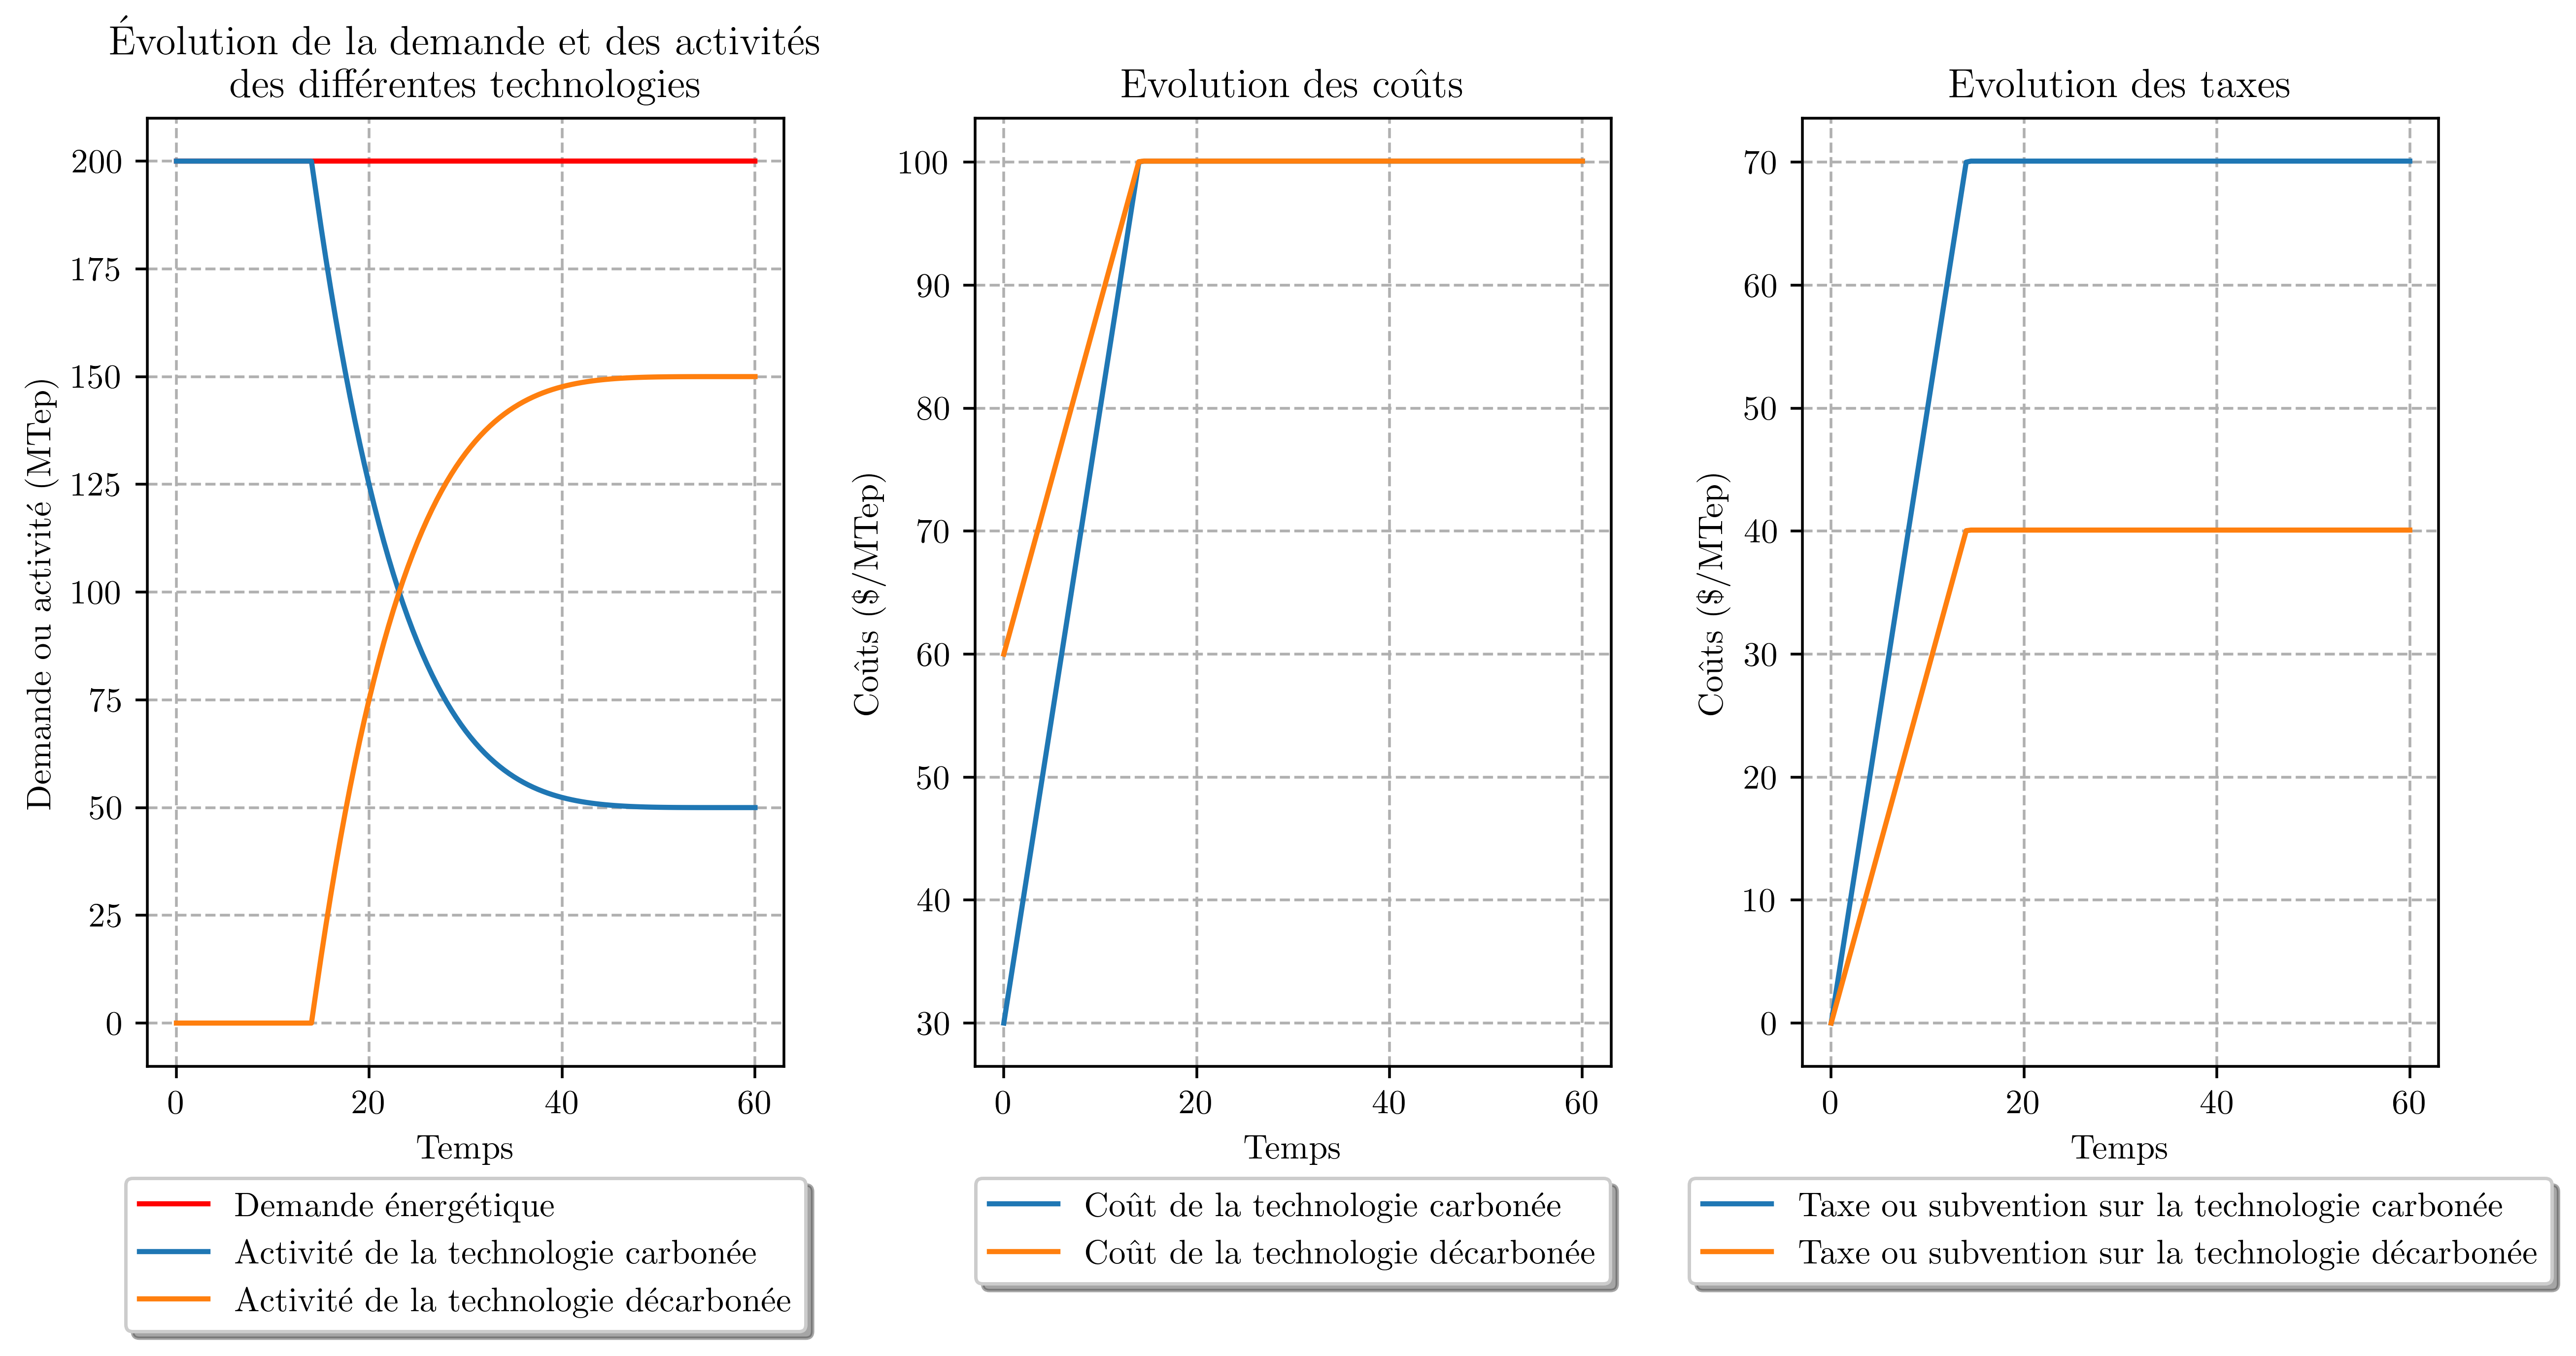 Évolution de la demande et des activités
des différentes technologies
Demande ou activité (MTep)
200
175
150
125
100
75
50
25
0
0 20 40 60
Temps
Demande énergétique
Activité de la technologie carbonée
Activité de la technologie décarbonée
Evolution des coûts
Coûts ($/MTep)
100
90
80
70
60
50
40
30
0 20 40 60
Temps
Coût de la technologie carbonée
Coût de la technologie décarbonée
Evolution des taxes
Coûts ($/MTep)
70
60
50
40
30
20
10
0
0 20 40 60
Temps
Taxe ou subvention sur la technologie carbonée
Taxe ou subvention sur la technologie décarbonée